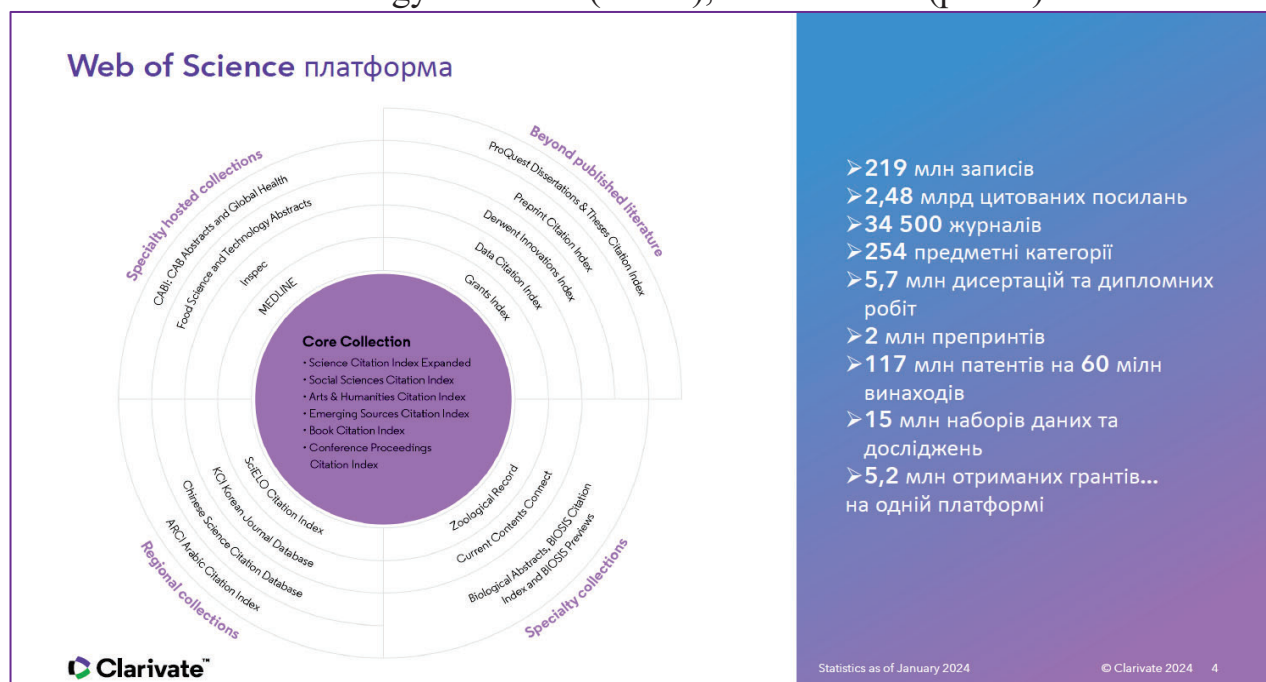 Web of Science платформа
Specialty hosted collections
CABI: CAB Abstracts and Global Health
Food Science and Technology Abstracts
Inspec
MEDLINE
Beyond published literature
ProQuest Dissertations & Theses Citation Index
Preprint Citation Index
Derwent Innovations Index
Data Citation Index
Grants Index
Core Collection
• Science Citation Index Expanded
• Social Sciences Citation Index
• Arts & Humanities Citation Index
• Emerging Sources Citation Index
• Book Citation Index
• Conference Proceedings
Citation Index
SciELO Citation Index
KCI Korean Journal Database
Chinese Science Citation Database
ARCI Arabic Citation Index
Regional collections
Zoological Record
Current Contents Connect
Biological Abstracts, BIOSIS Citation
Index and BIOSIS Previews
Specialty collections
➢219 млн записів
➢2,48 млрд цитованих посилань
➢34 500 журналів
➢254 предметні категорії
➢5,7 млн дисертацій та дипломних
робіт
➢2 млн препринтів
➢117 млн патентів на 60 мілн
винаходів
➢15 млн наборів даних та
досліджень
➢5,2 млн отриманих грантів...
на одній платформі
Clarivate™
Statistics as of January 2024
© Clarivate 2024 4